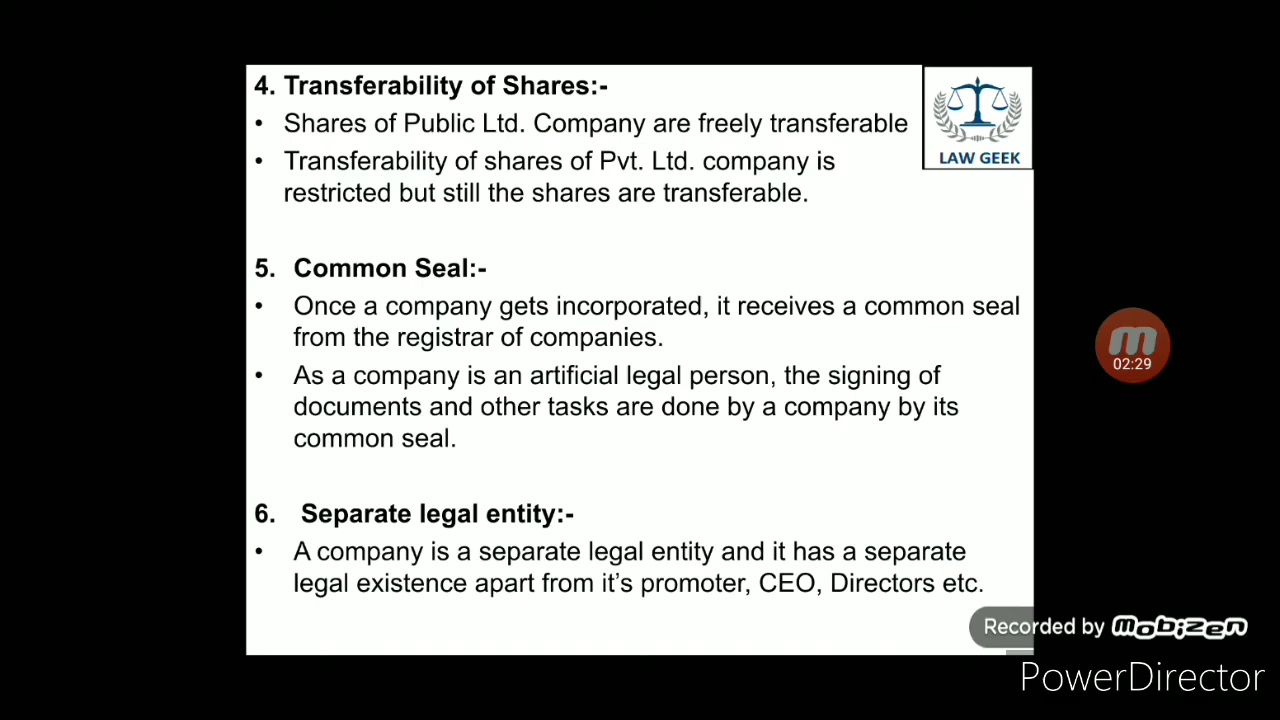 4. Transferability of Shares:-
• Shares of Public Ltd. Company are freely transferable
• Transferability of shares of Pvt. Ltd. company is
restricted but still the shares are transferable.
LAW GEEK
5. Common Seal:-
• Once a company gets incorporated, it receives a common seal
from the registrar of companies.
• As a company is an artificial legal person, the signing of
documents and other tasks are done by a company by its
common seal.
02:29
6. Separate legal entity:-
• A company is a separate legal entity and it has a separate
legal existence apart from it's promoter, CEO, Directors etc.
Recorded by mobizen
PowerDirector